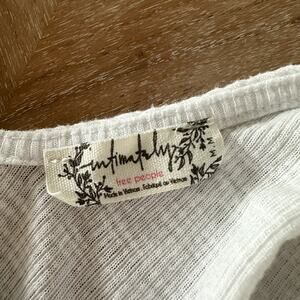 intimately
free people
Made in Vietnam . Fabriqué au Vietnam
M M